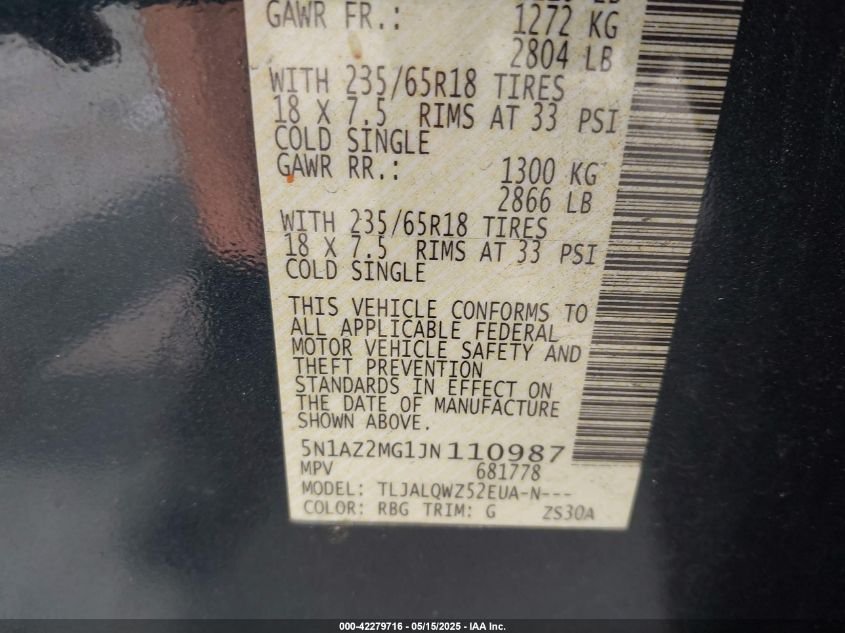 GAWR FR.: 1272 KG
2804 LB
WITH 235/65R18 TIRES
18 X 7.5 RIMS AT 33 PSI
COLD SINGLE
GAWR RR.: 1300 KG
2866 LB
WITH 235/65R18 TIRES
18 X 7.5 RIMS AT 33 PSI
COLD SINGLE
THIS VEHICLE CONFORMS TO
ALL APPLICABLE FEDERAL
MOTOR VEHICLE SAFETY AND
THEFT PREVENTION
STANDARDS IN EFFECT ON
THE DATE OF MANUFACTURE
SHOWN ABOVE.
5N1AZ2MG1JN110987
MPV 681778
MODEL: TLJALQWZ52EUA-N---
COLOR: RBG TRIM: G ZS30A
000-42279716 - 05/15/2025 - IAA Inc.